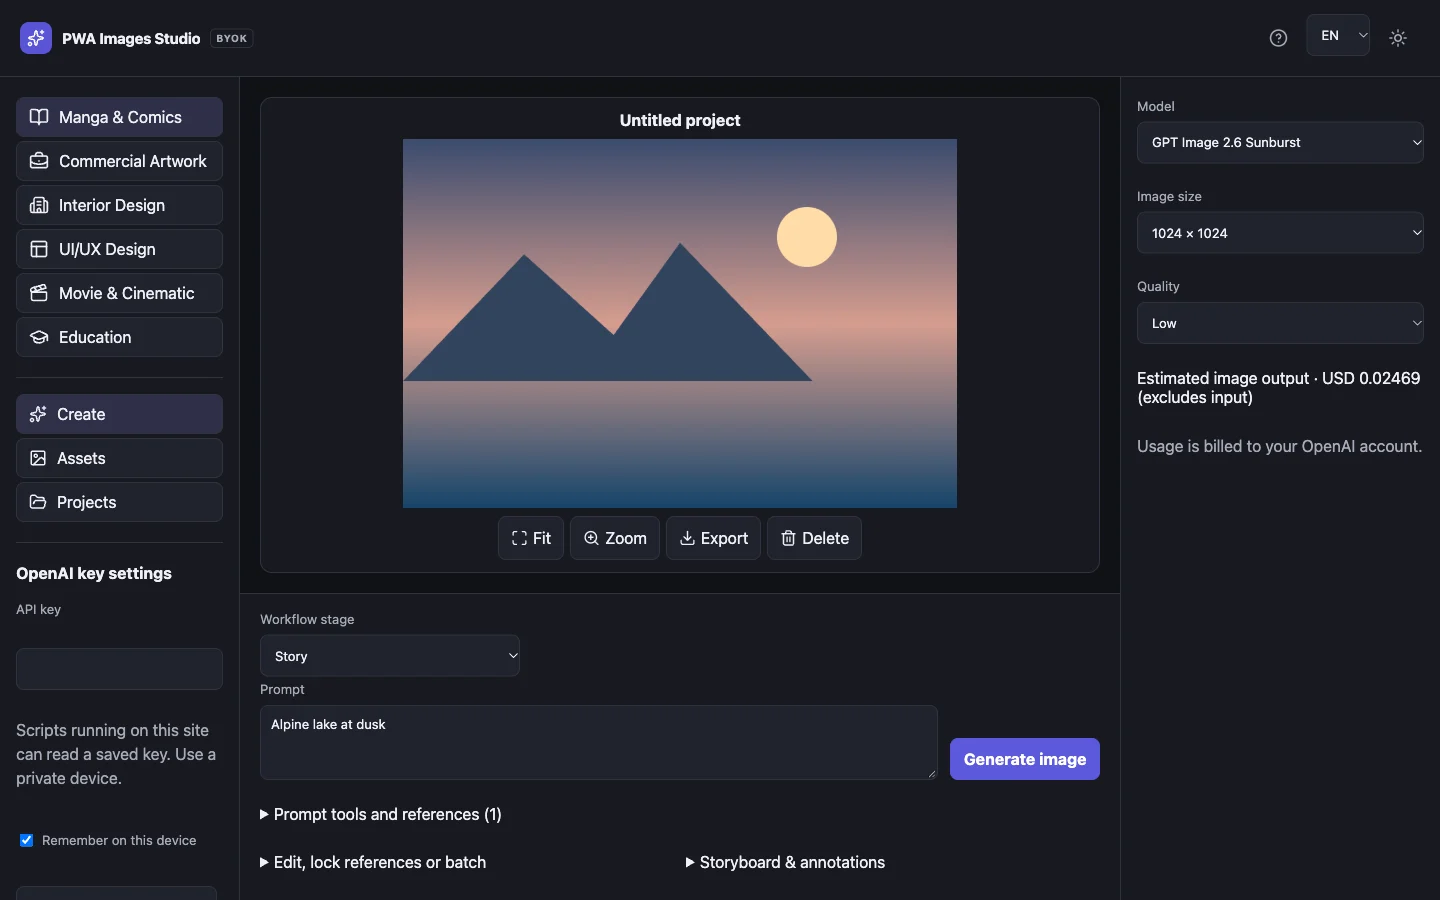 PWA Images Studio BYOK
EN
Manga & Comics
Commercial Artwork
Interior Design
UI/UX Design
Movie & Cinematic
Education
Create
Assets
Projects
OpenAI key settings
API key
Scripts running on this site
can read a saved key. Use a
private device.
Remember on this device
Untitled project
Fit
Zoom
Export
Delete
Workflow stage
Story
Prompt
Alpine lake at dusk
Generate image
Prompt tools and references (1)
Edit, lock references or batch
Storyboard & annotations
Model
GPT Image 2.6 Sunburst
Image size
1024 × 1024
Quality
Low
Estimated image output · USD 0.02469
(excludes input)
Usage is billed to your OpenAI account.